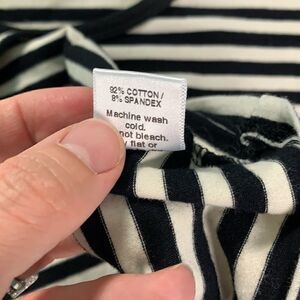 92% COTTON /
8% SPANDEX
Machine wash
cold.
not bleach.
flat or